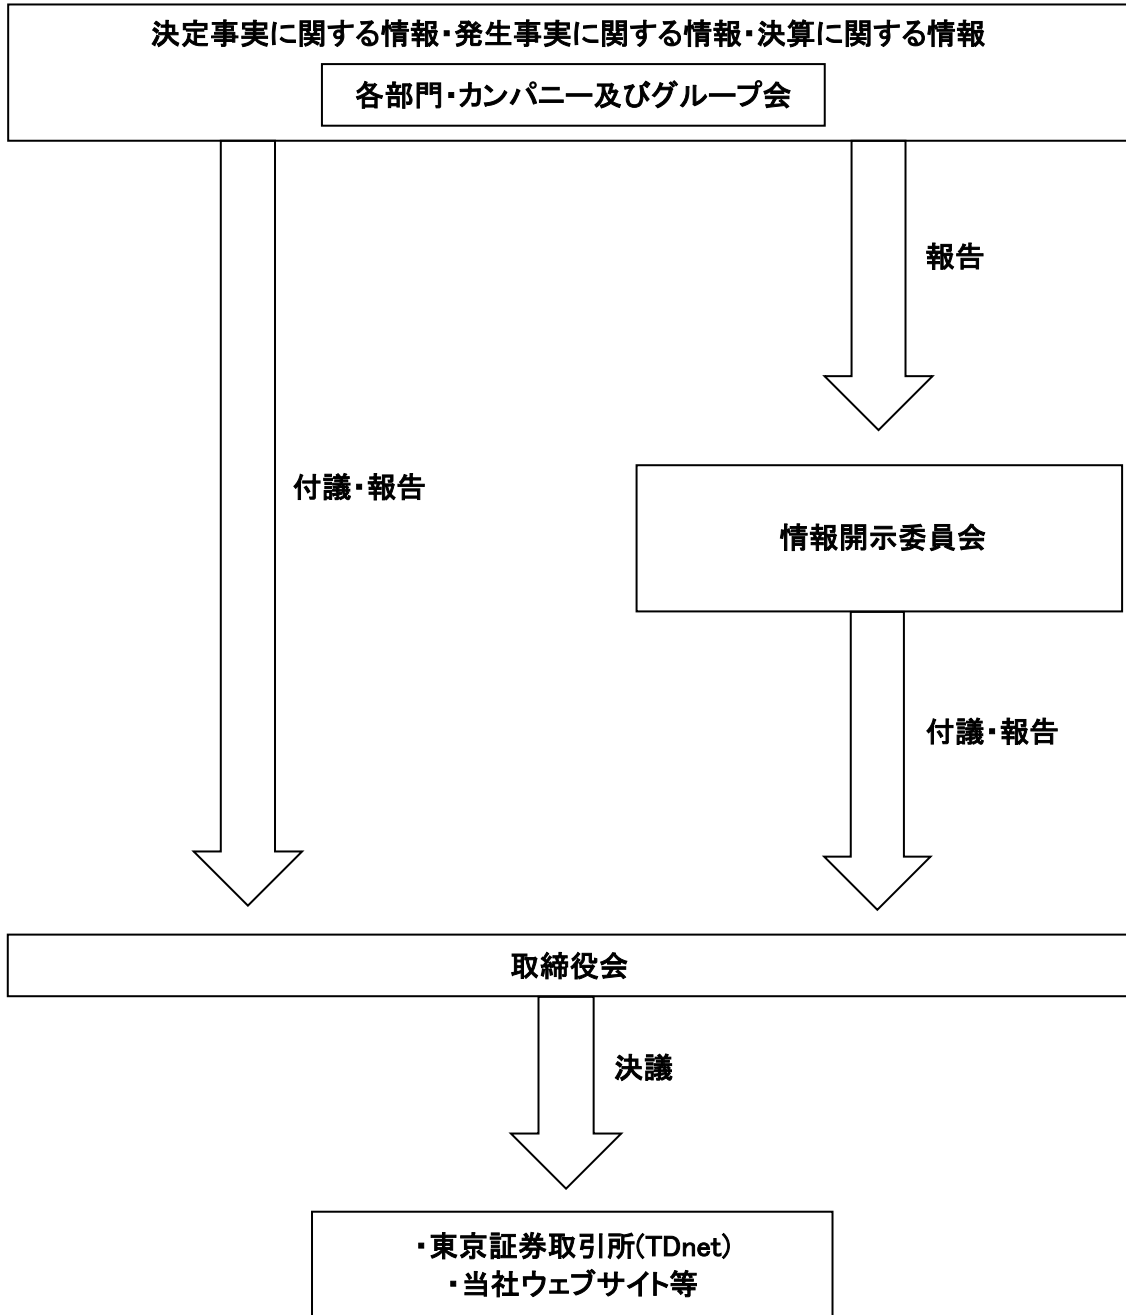 決定事実に関する情報・発生事実に関する情報・決算に関する情報
各部門・カンパニー及びグループ会
報告
付議・報告
情報開示委員会
付議・報告
取締役会
決議
・東京証券取引所(TDnet)
・当社ウェブサイト等